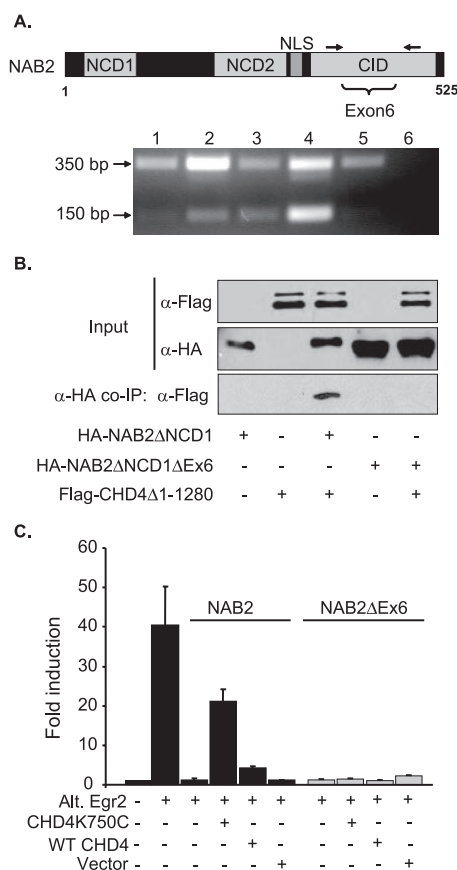 A.
NLS
NAB2 NCD1 NCD2 CID
1 525
Exon6
1 2 3 4 5 6
350 bp
150 bp
B.
Input
α-Flag
α-HA
α-HA co-IP: α-Flag
HA-NAB2ΔNCD1 + - + - -
HA-NAB2ΔNCD1ΔEx6 - - - + +
Flag-CHD4Δ1-1280 - + + - +
C.
60
50
40
30
20
10
0
Fold induction
NAB2 NAB2ΔEx6
Alt. Egr2 - + + + + + + + + +
CHD4K750C - - - + - - - + - -
WT CHD4 - - - - + - - - + -
Vector - - - - - + - - - +